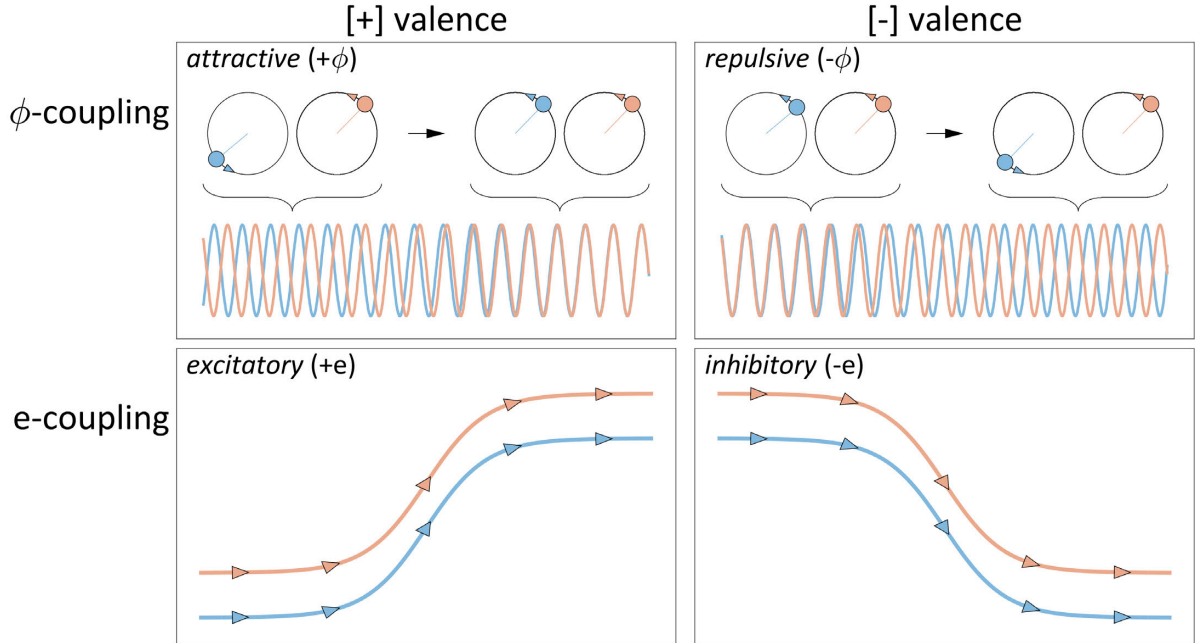 [+] valence
[-] valence
ϕ-coupling
attractive (+ϕ)
repulsive (-ϕ)
e-coupling
excitatory (+e)
inhibitory (-e)